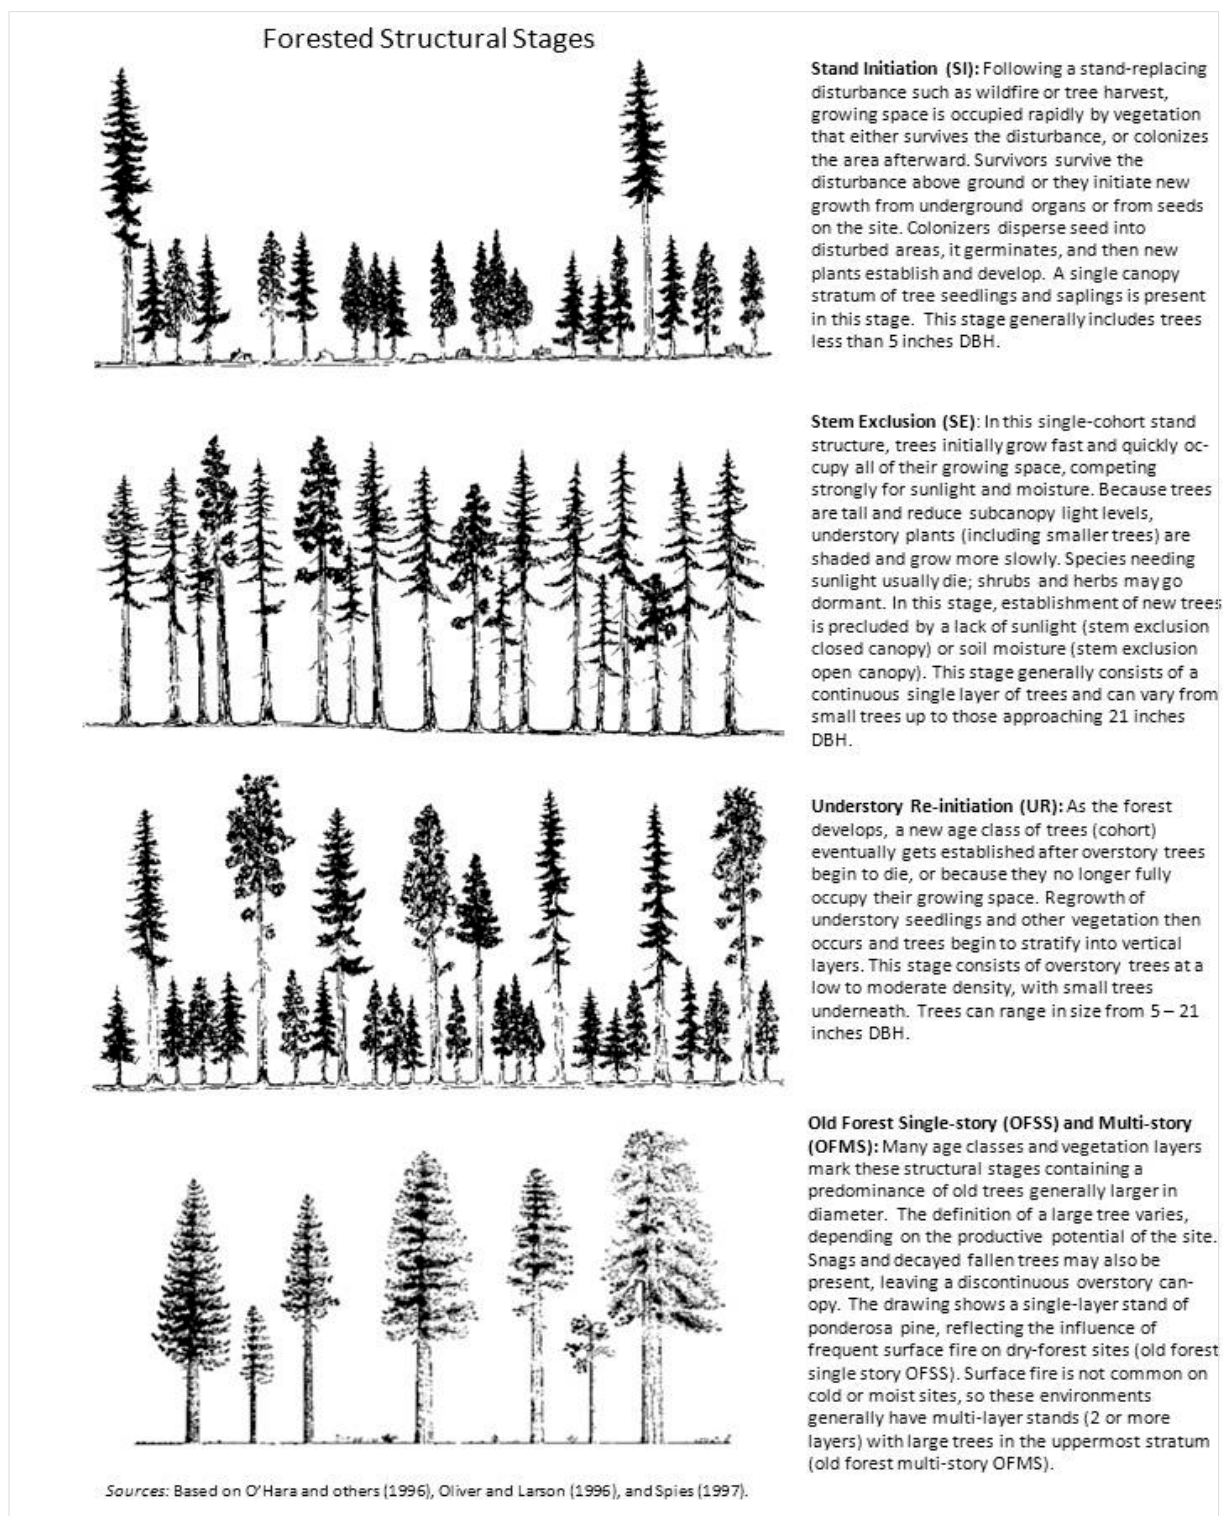 Forested Structural Stages
Stand Initiation (SI): Following a stand-replacing
disturbance such as wildfire or tree harvest,
growing space is occupied rapidly by vegetation
that either survives the disturbance, or colonizes
the area afterward. Survivors survive the
disturbance above ground or they initiate new
growth from underground organs or from seeds
on the site. Colonizers disperse seed into
disturbed areas, it germinates, and then new
plants establish and develop. A single canopy
stratum of tree seedlings and saplings is present
in this stage. This stage generally includes trees
less than 5 inches DBH.
Stem Exclusion (SE): In this single-cohort stand
structure, trees initially grow fast and quickly oc-
cupy all of their growing space, competing
strongly for sunlight and moisture. Because trees
are tall and reduce subcanopy light levels,
understory plants (including smaller trees) are
shaded and grow more slowly. Species needing
sunlight usually die; shrubs and herbs may go
dormant. In this stage, establishment of new trees
is precluded by a lack of sunlight (stem exclusion
closed canopy) or soil moisture (stem exclusion
open canopy). This stage generally consists of a
continuous single layer of trees and can vary from
small trees up to those approaching 21 inches
DBH.
Understory Re-initiation (UR): As the forest
develops, a new age class of trees (cohort)
eventually gets established after overstory trees
begin to die, or because they no longer fully
occupy their growing space. Regrowth of
understory seedlings and other vegetation then
occurs and trees begin to stratify into vertical
layers. This stage consists of overstory trees at a
low to moderate density, with small trees
underneath. Trees can range in size from 5 – 21
inches DBH.
Old Forest Single-story (OFSS) and Multi-story
(OFMS): Many age classes and vegetation layers
mark these structural stages containing a
predominance of old trees generally larger in
diameter. The definition of a large tree varies,
depending on the productive potential of the site.
Snags and decayed fallen trees may also be
present, leaving a discontinuous overstory can-
opy. The drawing shows a single-layer stand of
ponderosa pine, reflecting the influence of
frequent surface fire on dry-forest sites (old forest
single story OFSS). Surface fire is not common on
cold or moist sites, so these environments
generally have multi-layer stands (2 or more
layers) with large trees in the uppermost stratum
(old forest multi-story OFMS).
Sources: Based on O'Hara and others (1996), Oliver and Larson (1996), and Spies (1997).